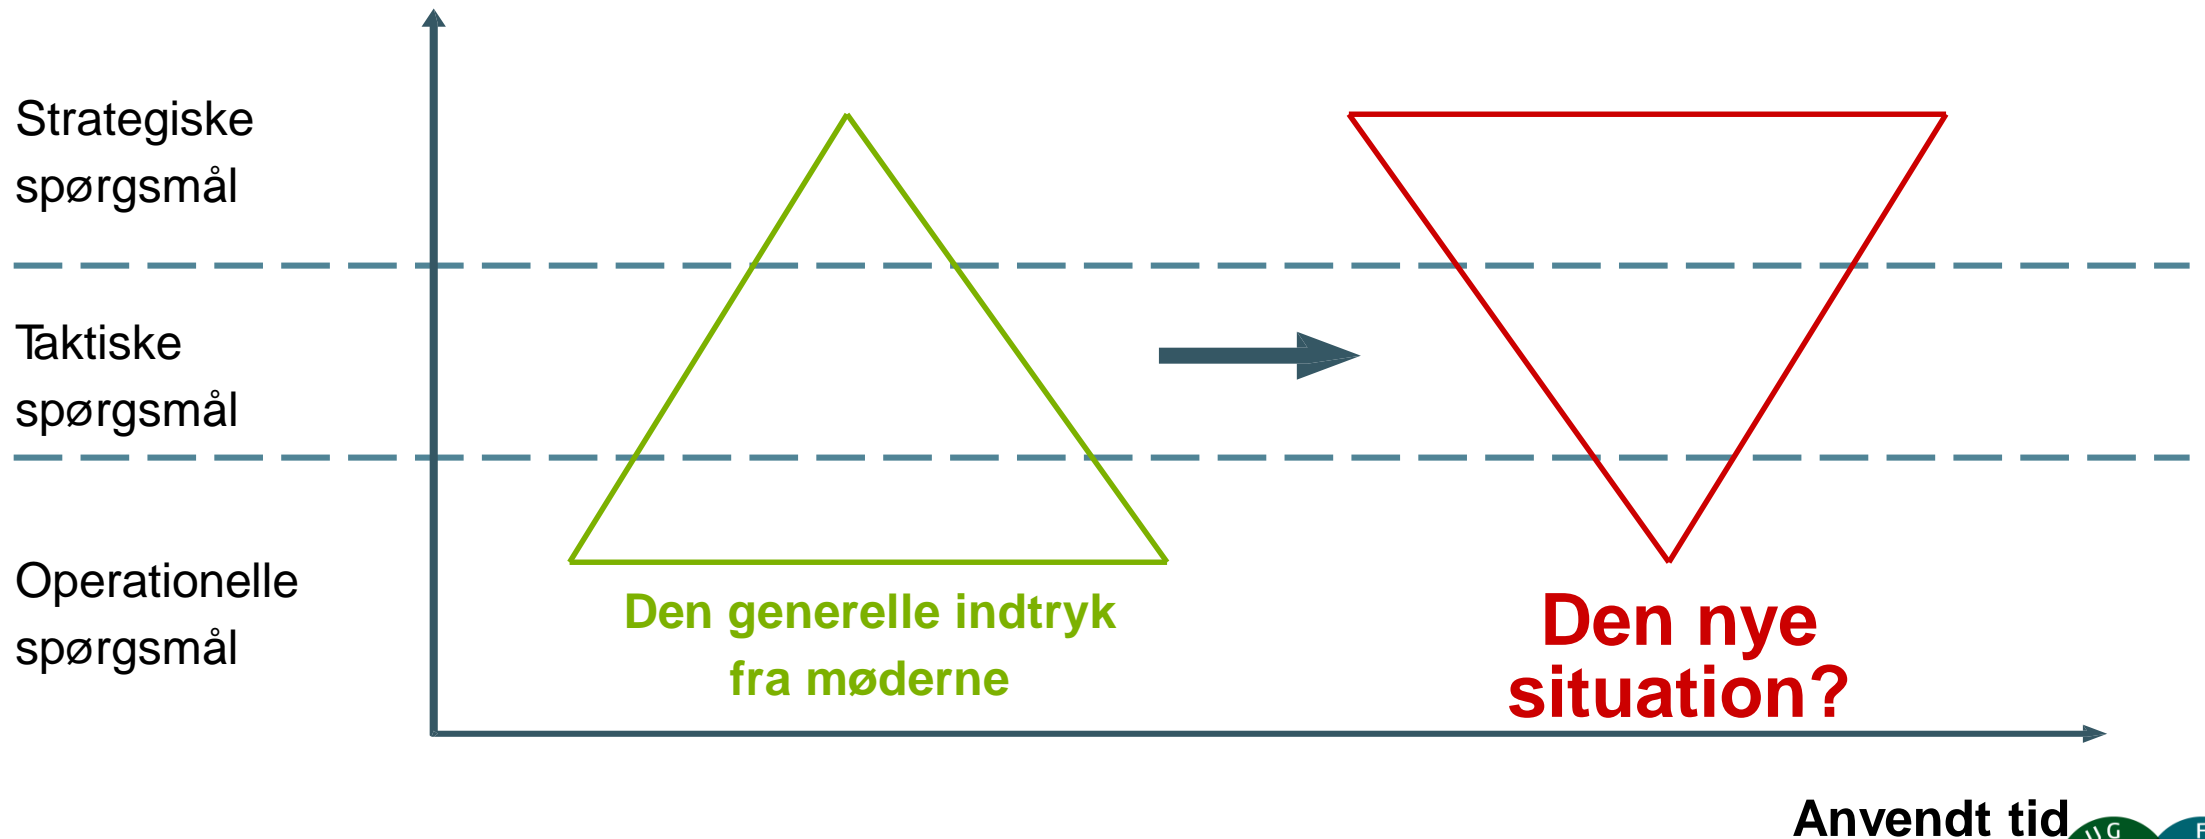 Strategiske
spørgsmål
Taktiske
spørgsmål
Operationelle
spørgsmål
Den generelle indtryk
fra møderne
Den nye
situation?
Anvendt tid